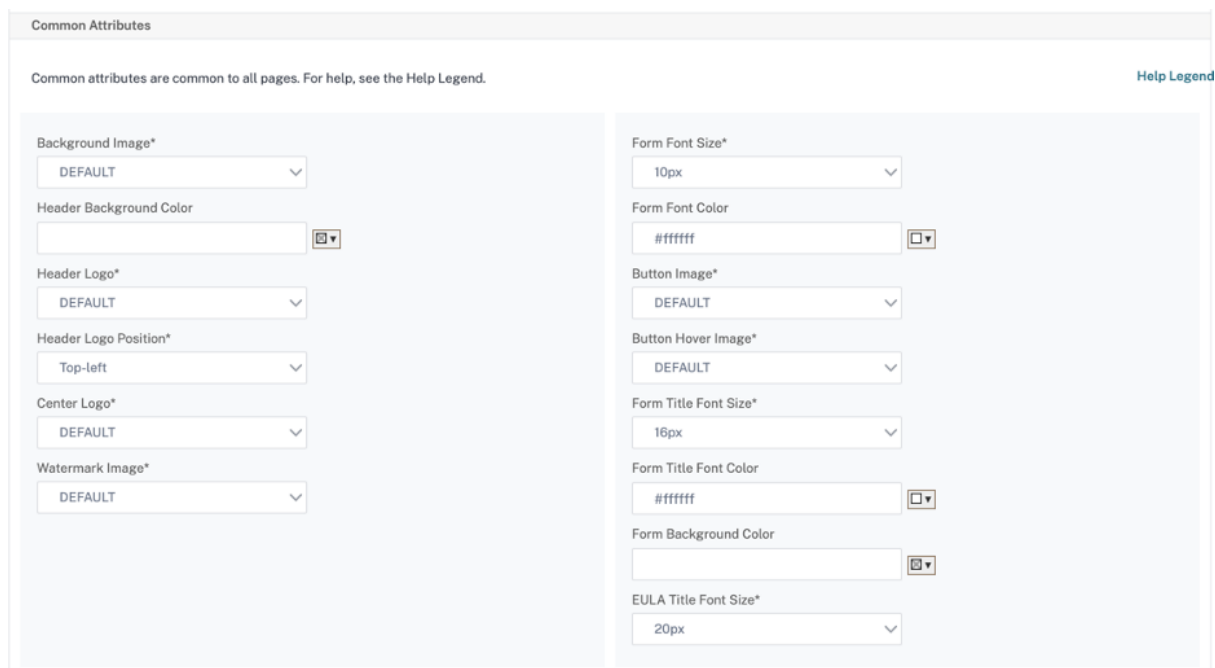 Common Attributes
Common attributes are common to all pages. For help, see the Help Legend.
Help Legend
Background Image*
DEFAULT
Header Background Color
Header Logo*
DEFAULT
Header Logo Position*
Top-left
Center Logo*
DEFAULT
Watermark Image*
DEFAULT
Form Font Size*
10px
Form Font Color
#ffffff
Button Image*
DEFAULT
Button Hover Image*
DEFAULT
Form Title Font Size*
16px
Form Title Font Color
#ffffff
Form Background Color
EULA Title Font Size*
20px